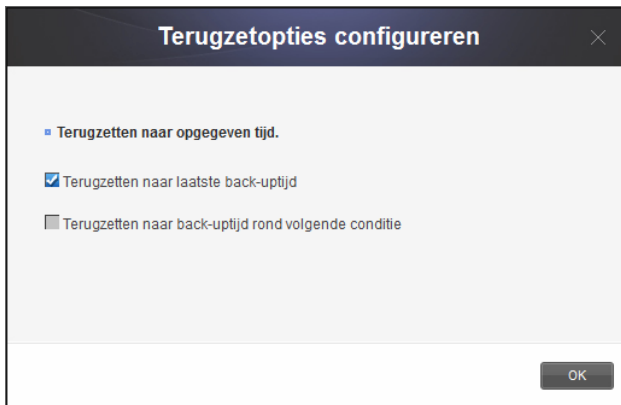 Terugzetopties configureren
Terugzetten naar opgegeven tijd.
Terugzetten naar laatste back-uptijd
Terugzetten naar back-uptijd rond volgende conditie
OK